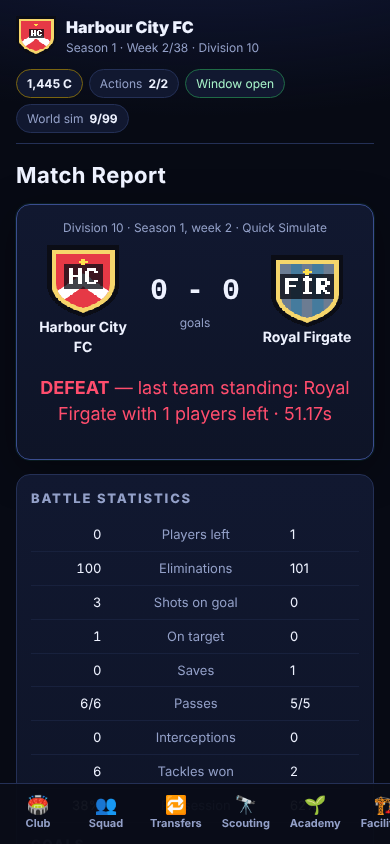 Harbour City FC
Season 1 · Week 2/38 · Division 10
1,445 C
Actions 2/2
Window open
World sim 9/99
Match Report
Division 10 · Season 1, week 2 · Quick Simulate
HC
0 - 0
FIR
goals
Harbour City
FC
Royal Firgate
DEFEAT — last team standing: Royal
Firgate with 1 players left · 51.17s
BATTLE STATISTICS
0 Players left 1
100 Eliminations 101
3 Shots on goal 0
1 On target 0
0 Saves 1
6/6 Passes 5/5
0 Interceptions 0
6 Tackles won 2
Club
Squad
Transfers
Scouting
Academy
Facili